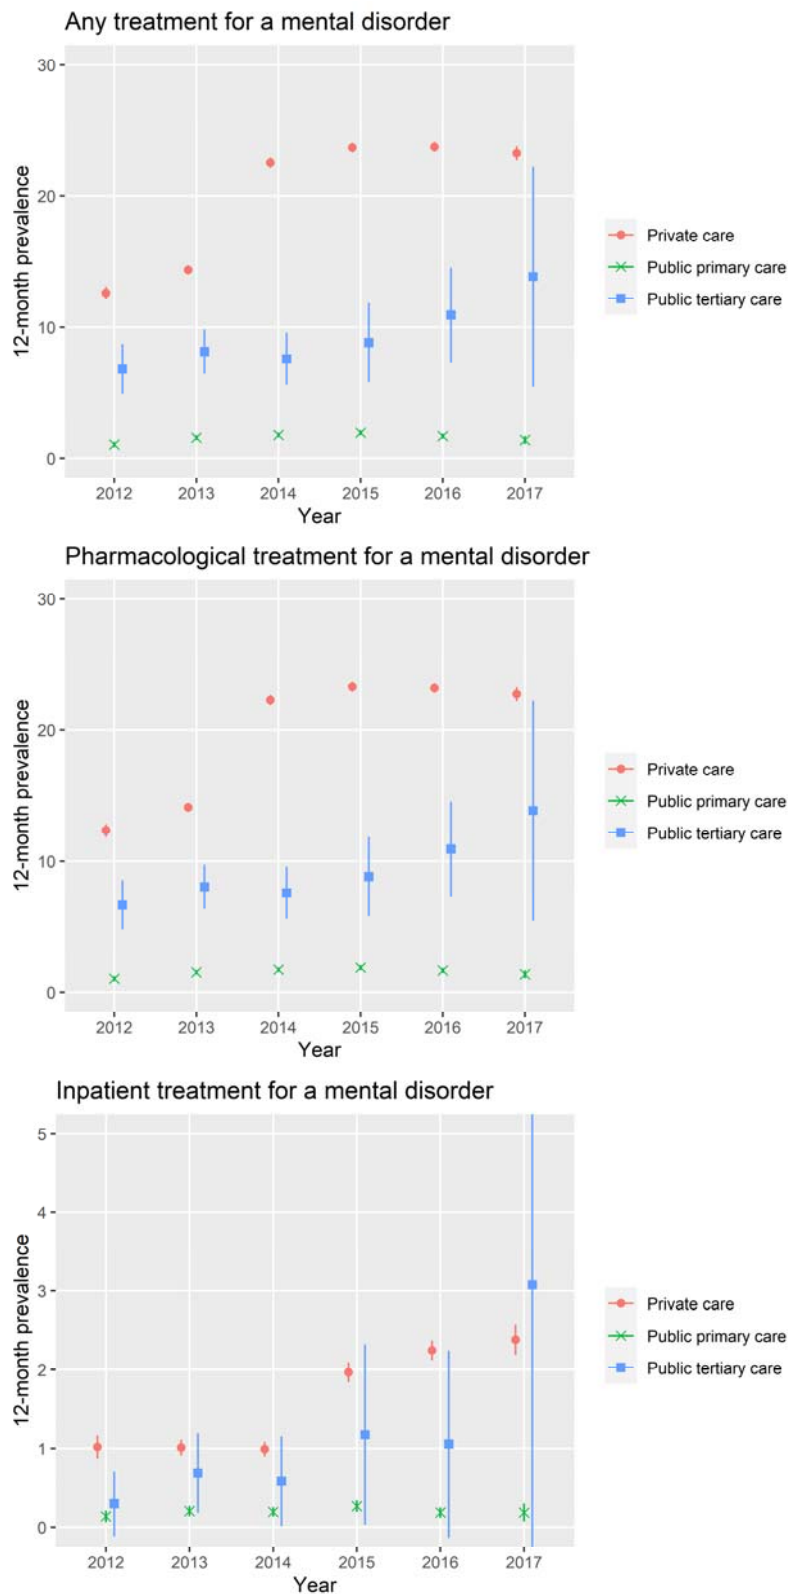 Any treatment for a mental disorder
30
20
10
0
12-month prevalence
2012 2013 2014 2015 2016 2017
Year
Private care
Public primary care
Public tertiary care
Pharmacological treatment for a mental disorder
30
20
10
0
12-month prevalence
2012 2013 2014 2015 2016 2017
Year
Private care
Public primary care
Public tertiary care
Inpatient treatment for a mental disorder
5
4
3
2
1
0
12-month prevalence
2012 2013 2014 2015 2016 2017
Year
Private care
Public primary care
Public tertiary care